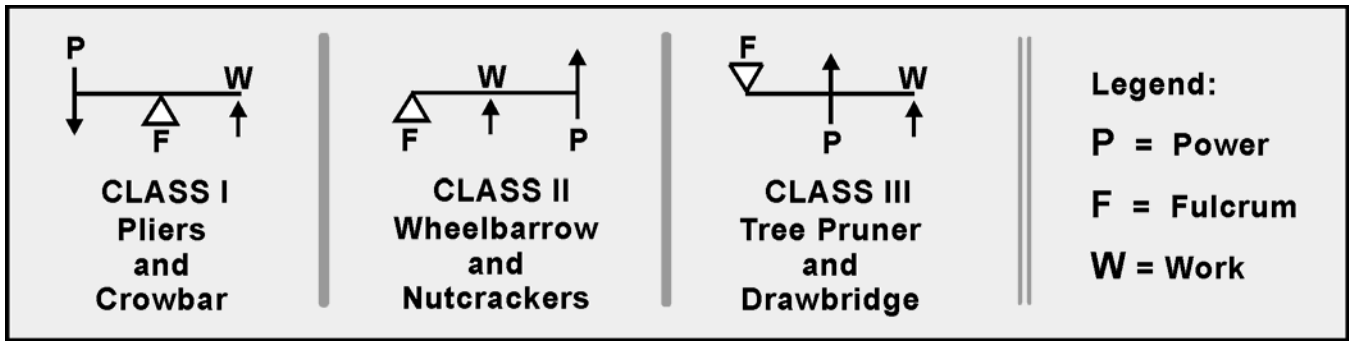 P
W
F
CLASS I
Pliers
and
Crowbar
W
F
P
CLASS II
Wheelbarrow
and
Nutcrackers
F
W
P
CLASS III
Tree Pruner
and
Drawbridge
Legend:
P = Power
F = Fulcrum
W = Work